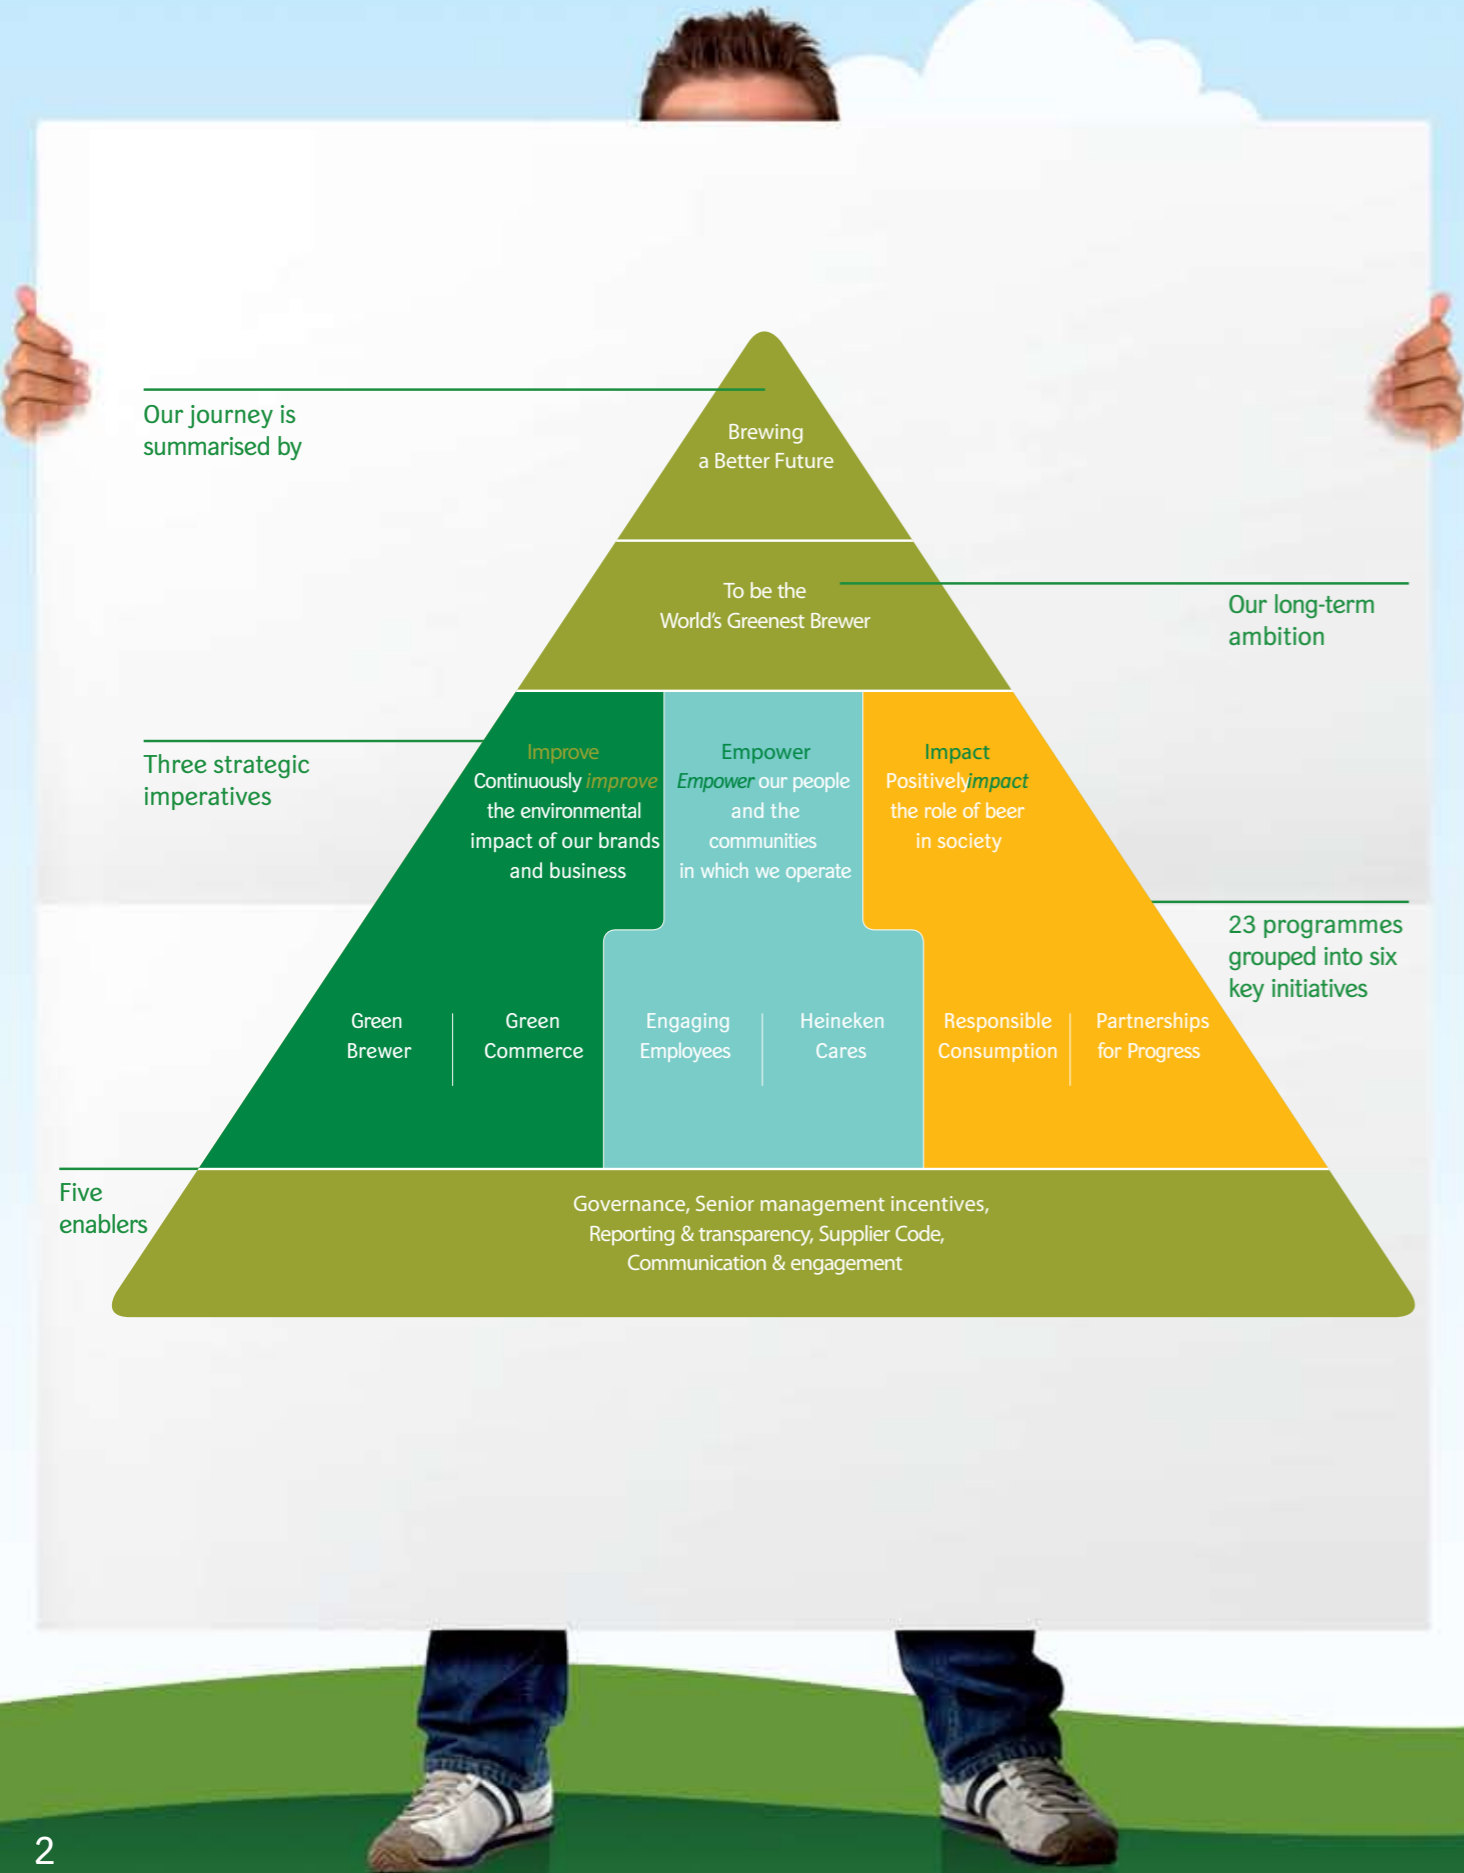 Our journey is
summarised by
Brewing
a Better Future
To be the
World's Greenest Brewer
Our long-term
ambition
Three strategic
imperatives
Improve
Continuously improve
the environmental
impact of our brands
and business
Empower
Empower our people
and the
communities
in which we operate
Impact
Positively impact
the role of beer
in society
23 programmes
grouped into six
key initiatives
Green
Brewer
Green
Commerce
Engaging
Employees
Heineken
Cares
Responsible
Consumption
Partnerships
for Progress
Five
enablers
Governance, Senior management incentives,
Reporting & transparency, Supplier Code,
Communication & engagement
2